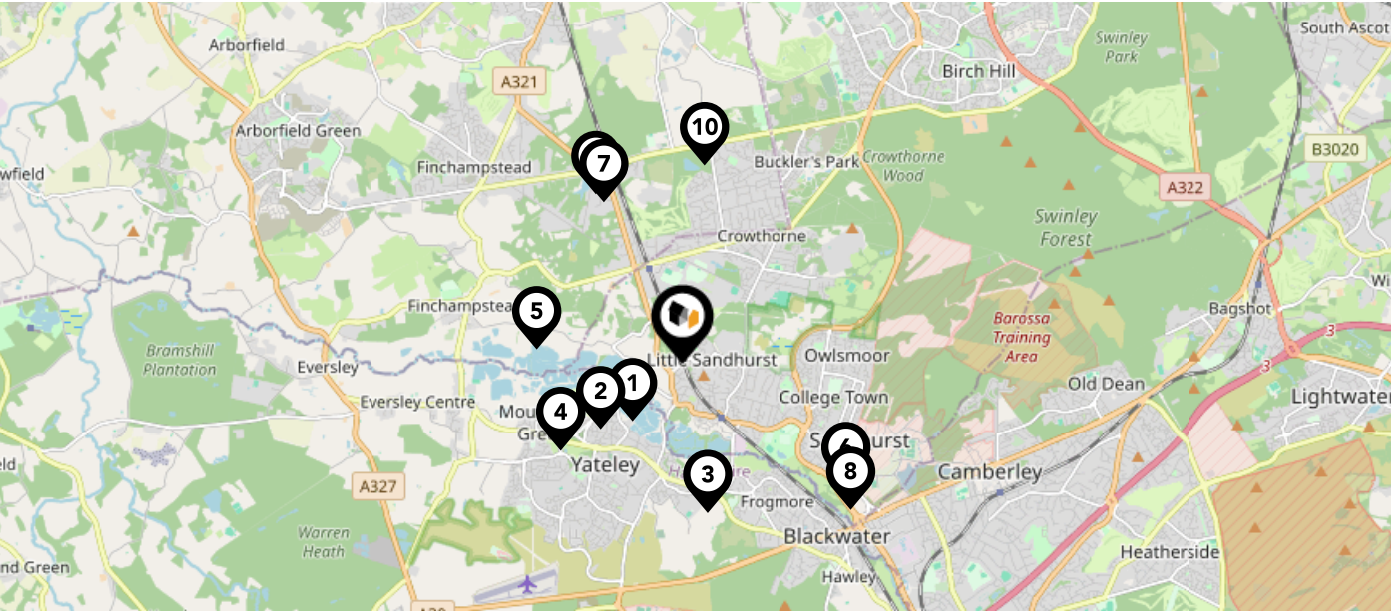 Arborfield
South Ascot
Swinley
Park
Birch Hill
A321
Arborfield Green
10
B3020
Finchampstead
7
Buckler's Park
Crowthorne
Wood
A322
Swinley
Forest
Crowthorne
5
Finchampstea
Bagshot
Barossa
Training
Area
3
Bramshill
Plantation
Eversley
Little Sandhurst
Owlsmoor
3
1
2
Old Dean
Lightwater
Eversley Centre
4
College Town
Yateley
8
Camberley
A327
3
Frogmore
Blackwater
Warren
Heath
Heatherside
Hawley
nd Green